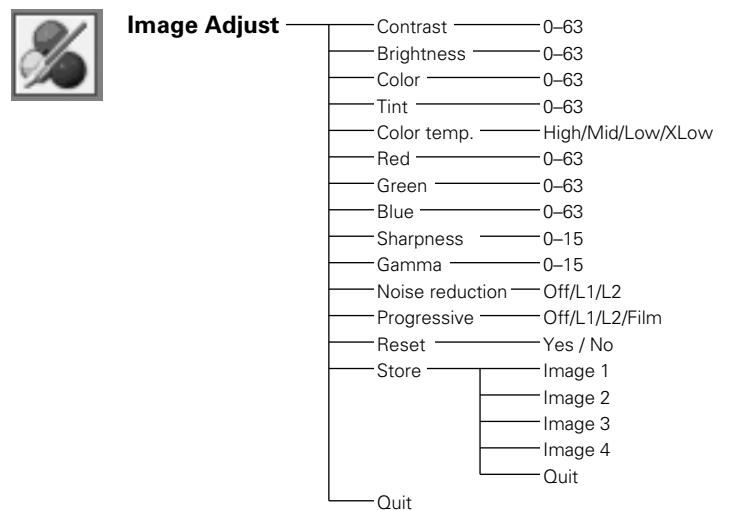 Image Adjust Contrast 0–63
Brightness 0–63
Color 0–63
Tint 0–63
Color temp. High/Mid/Low/XLow
Red 0–63
Green 0–63
Blue 0–63
Sharpness 0–15
Gamma 0–15
Noise reduction Off/L1/L2
Progressive Off/L1/L2/Film
Reset Yes / No
Store Image 1
Image 2
Image 3
Image 4
Quit
Quit